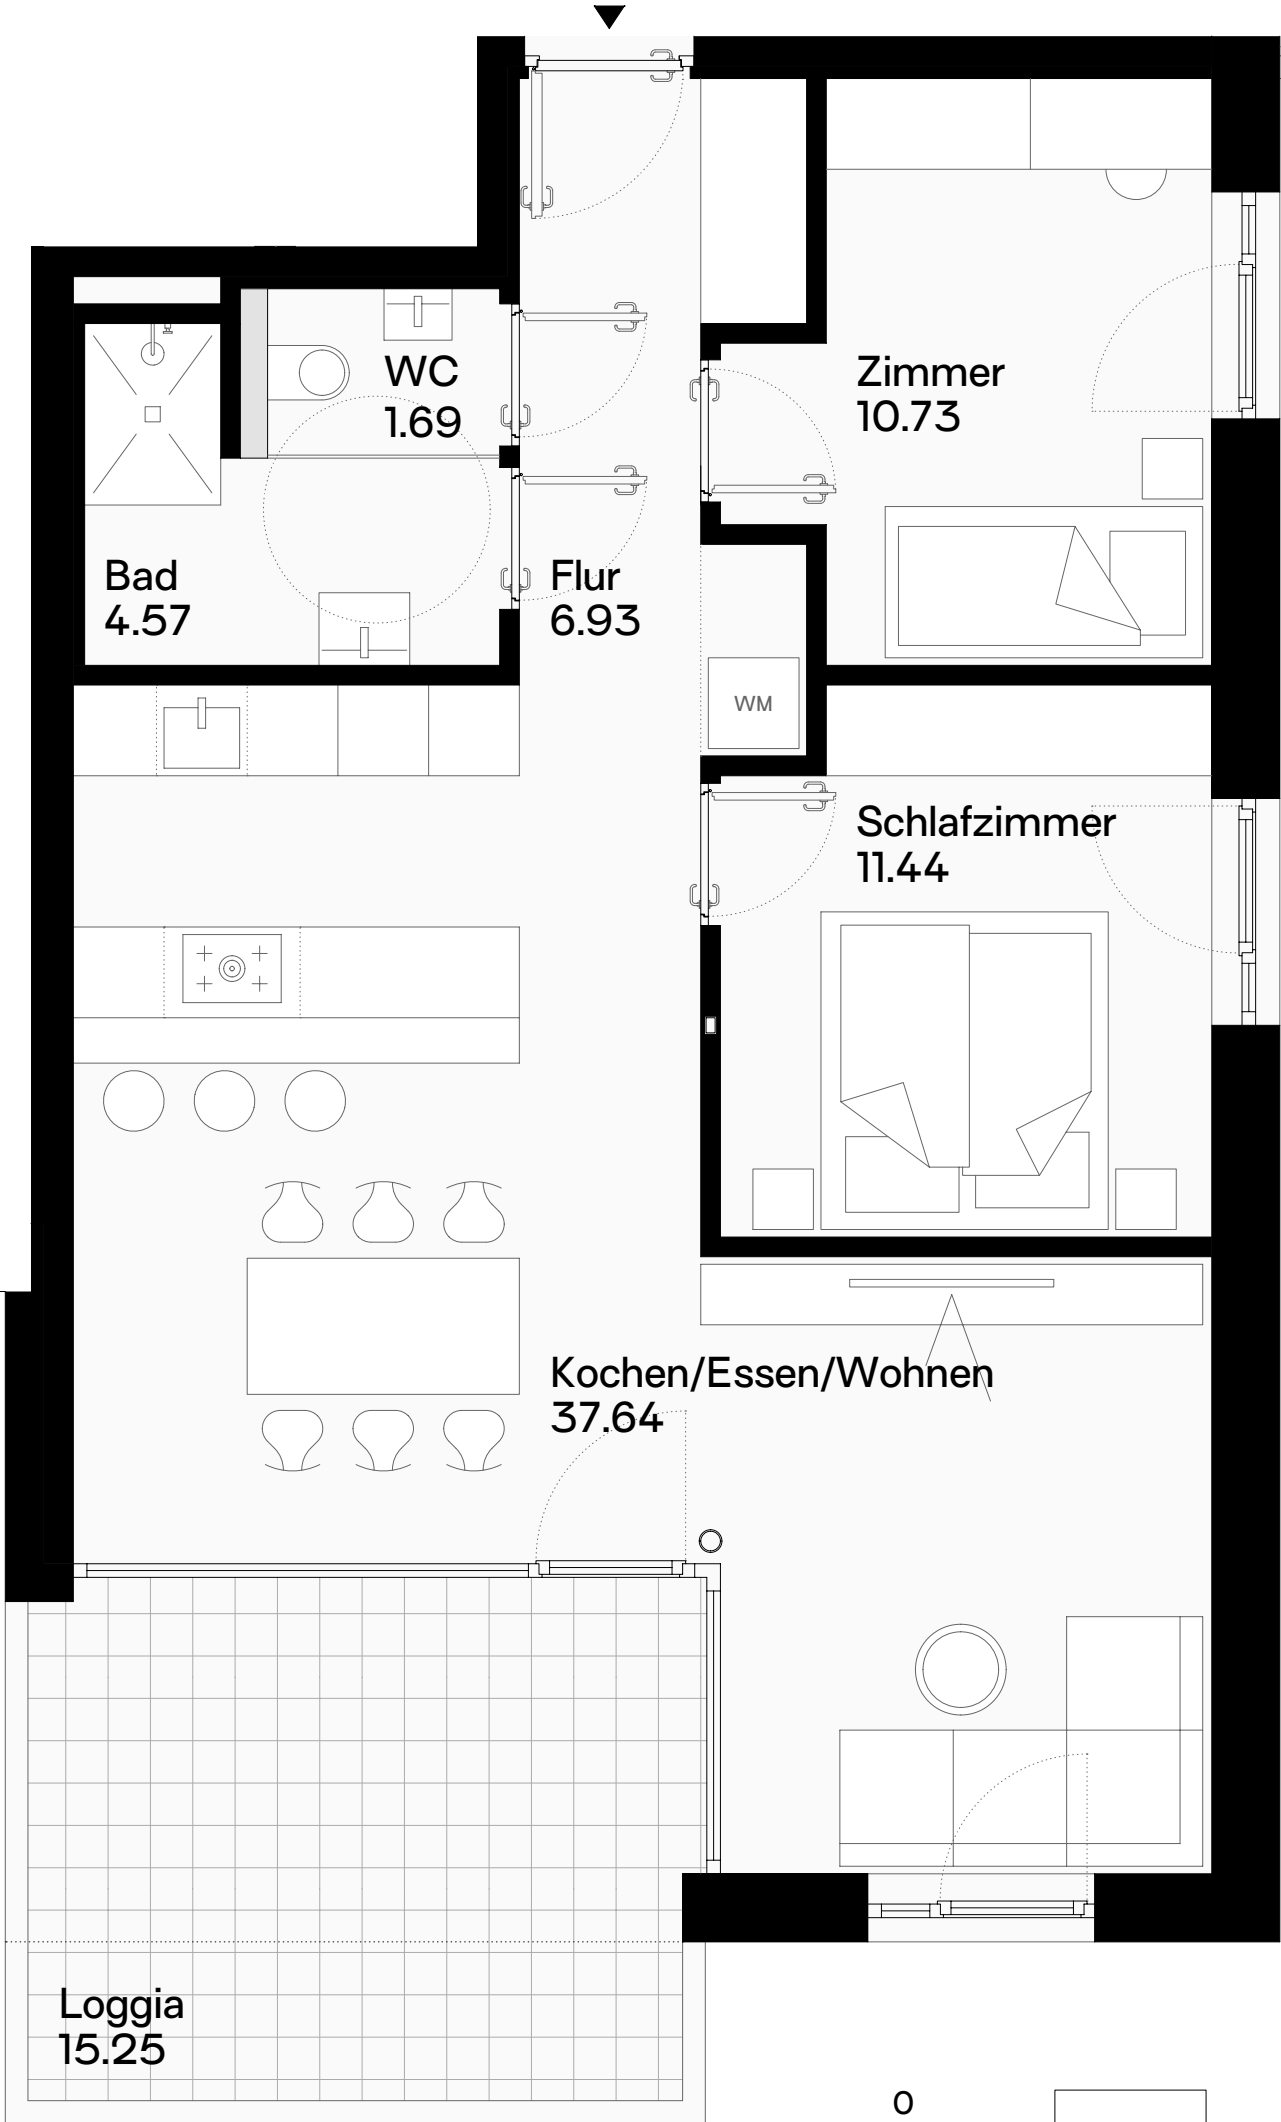 WC
1.69
Zimmer
10.73
Bad
4.57
Flur
6.93
WM
Schlafzimmer
11.44
Kochen/Essen/Wohnen
37.64
Loggia
15.25
0